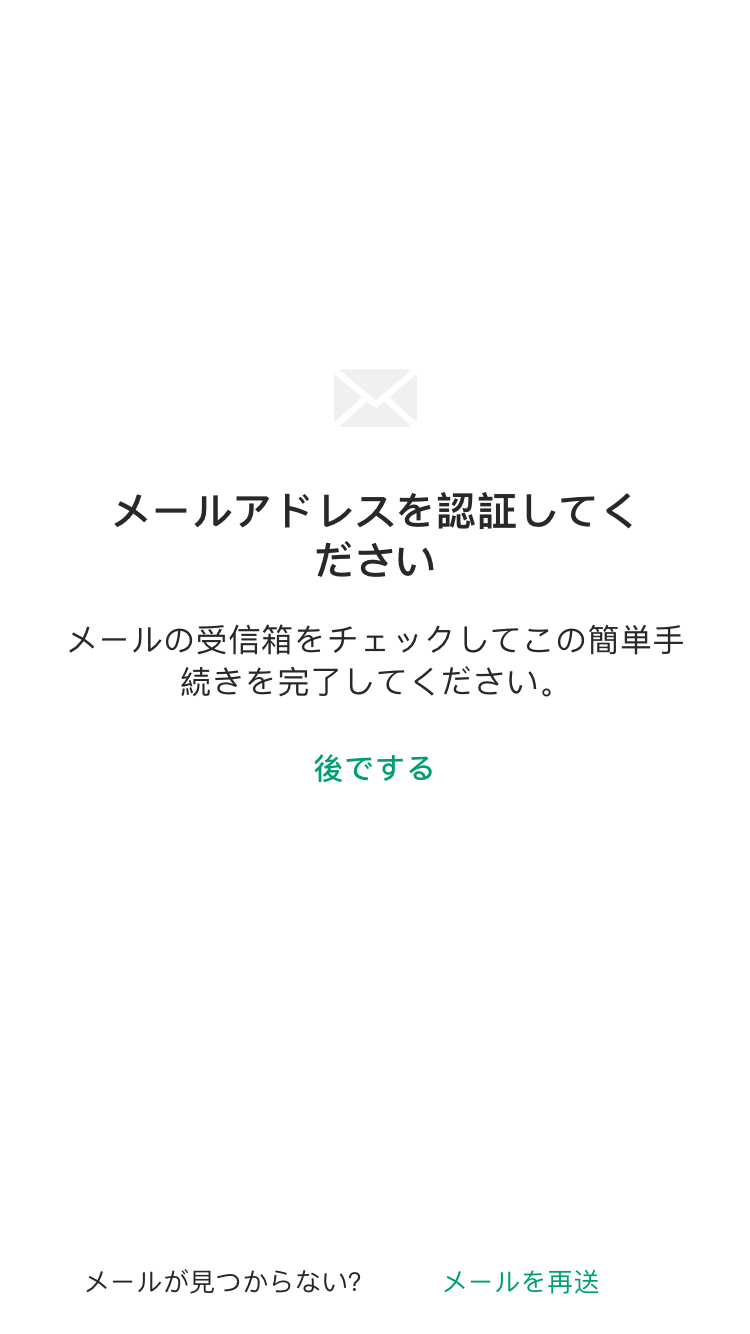 メールアドレスを認証してく
ださい
メールの受信箱をチェックしてこの簡単手
続きを完了してください。
後でする
メールが見つからない?
メールを再送